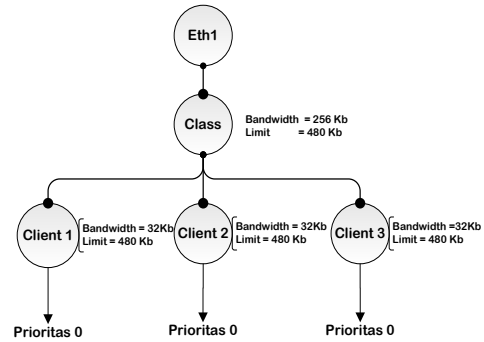 Eth1
Class
Bandwidth = 256 Kb
Limit = 480 Kb
Client 1
Bandwidth = 32Kb
Limit = 480 Kb
Client 2
Bandwidth = 32Kb
Limit = 480 Kb
Client 3
Bandwidth =32Kb
Limit = 480 Kb
Prioritas 0
Prioritas 0
Prioritas 0